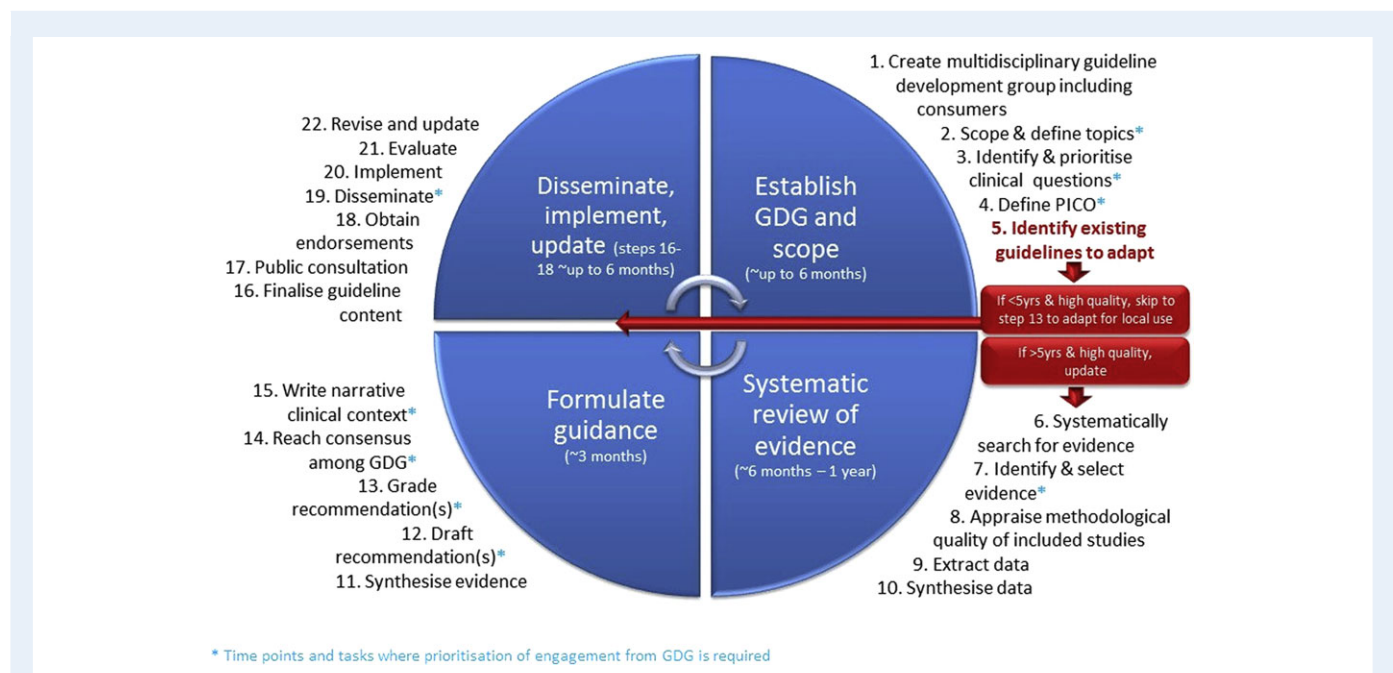 1. Create multidisciplinary guideline
development group including
consumers
2. Scope & define topics*
3. Identify & prioritise
clinical questions*
4. Define PICO*
5. Identify existing
guidelines to adapt
If <5yrs & high quality, skip to
step 13 to adapt for local use
If >5yrs & high quality,
update
6. Systematically
search for evidence
7. Identify & select
evidence*
8. Appraise methodological
quality of included studies
9. Extract data
10. Synthesise data
Establish
GDG and
scope
(~up to 6 months)
Systematic
review of
evidence
(~6 months – 1 year)
Formulate
guidance
(~3 months)
Disseminate,
implement,
update (steps 16-
18 ~up to 6 months)
22. Revise and update
21. Evaluate
20. Implement
19. Disseminate*
18. Obtain
endorsements
17. Public consultation
16. Finalise guideline
content
15. Write narrative
clinical context*
14. Reach consensus
among GDG*
13. Grade
recommendation(s)*
12. Draft
recommendation(s)*
11. Synthesise evidence
* Time points and tasks where prioritisation of engagement from GDG is required